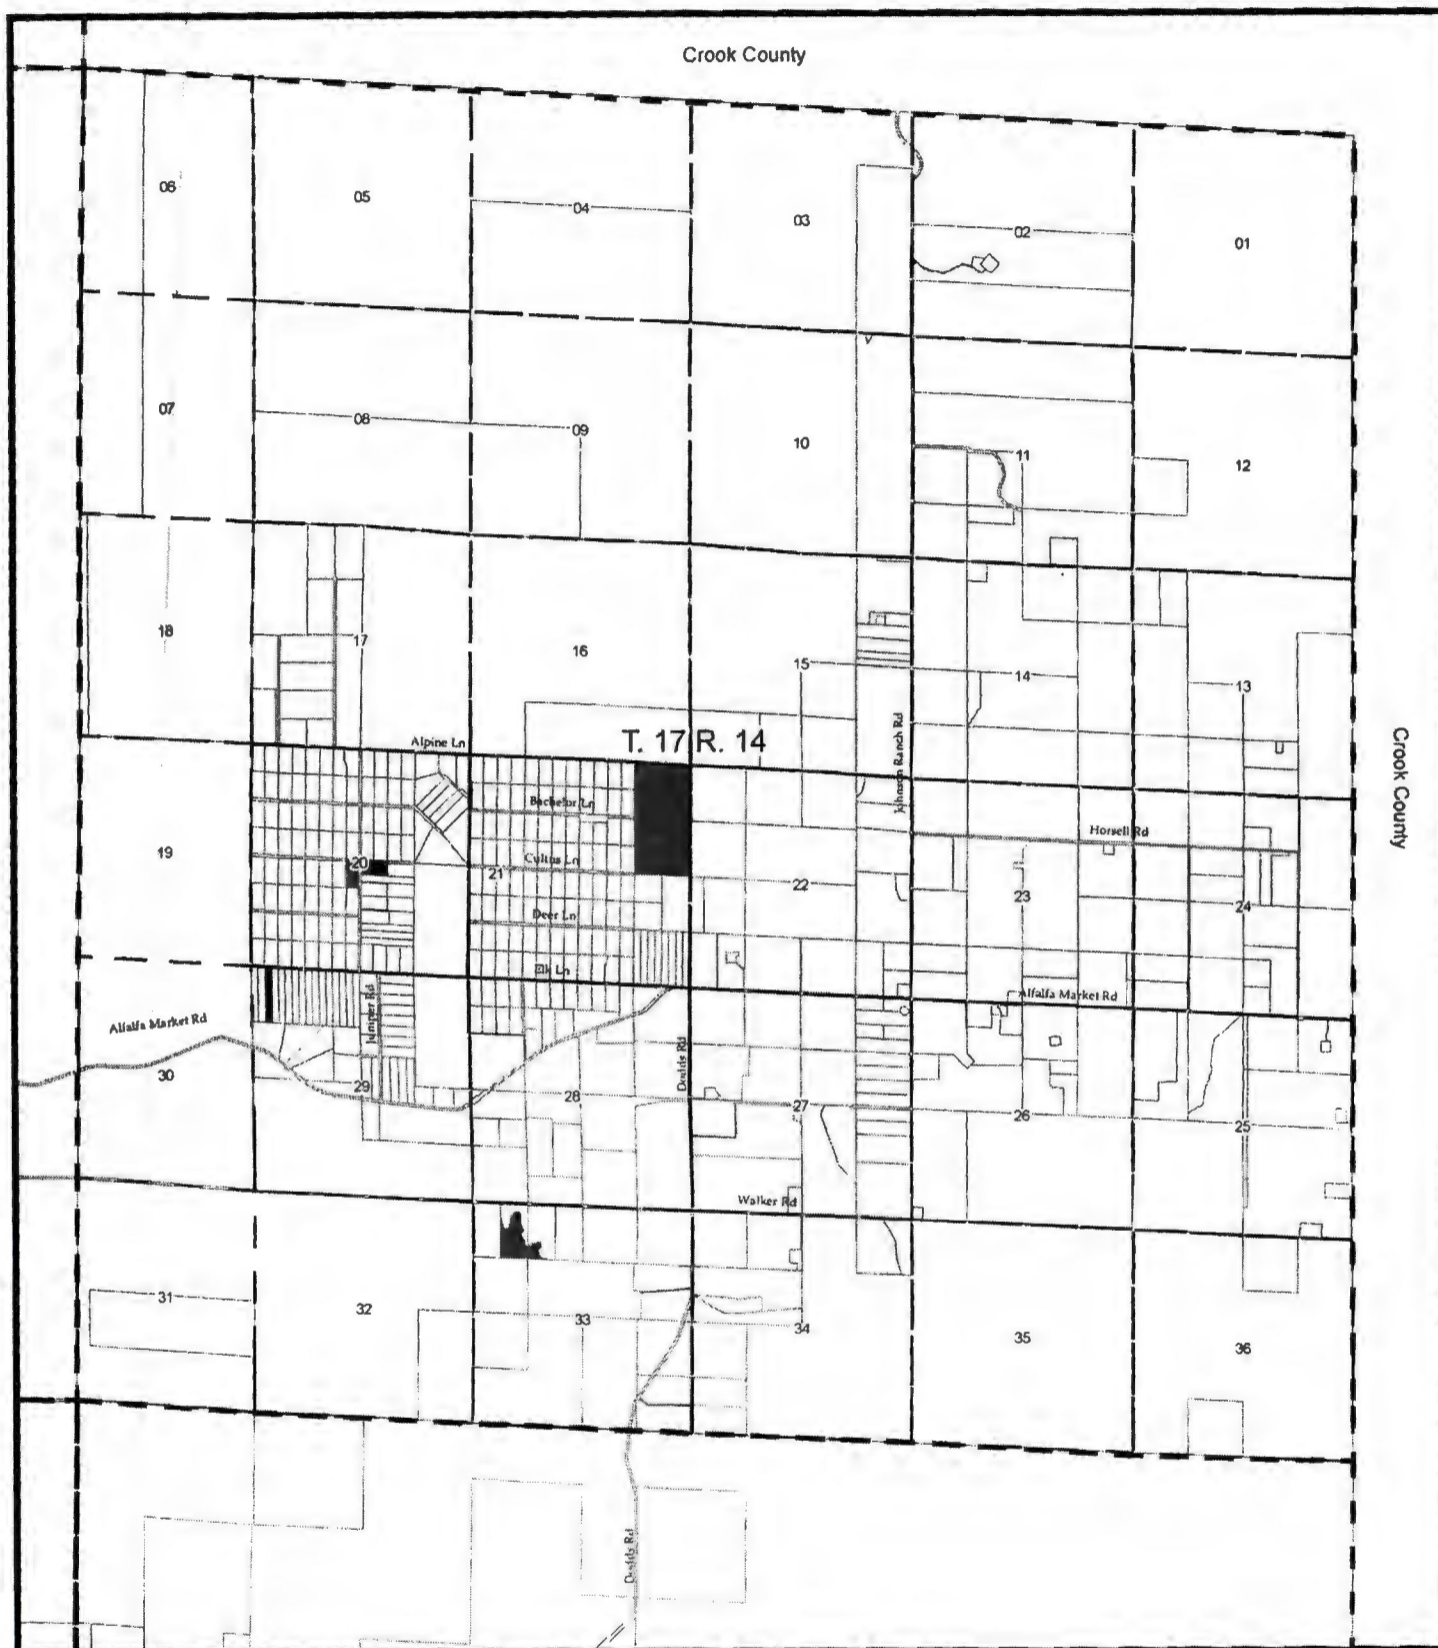 Crook County
06
05
04
03
02
01
07
08
09
10
11
12
18
17
16
15
14
13
T. 17 R. 14
Alpine Ln
Johnson Ranch Rd
Crook County
Bachelor Ln
Horsell Rd
19
20
Cultus Ln
21
22
23
24
Deer Ln
Elk Ln
Alfalfa Market Rd
Juniper Rd
Alfalfa Market Rd
30
29
28
Dodds Rd
27
26
25
Walker Rd
31
32
33
34
35
36
Dodds Rd